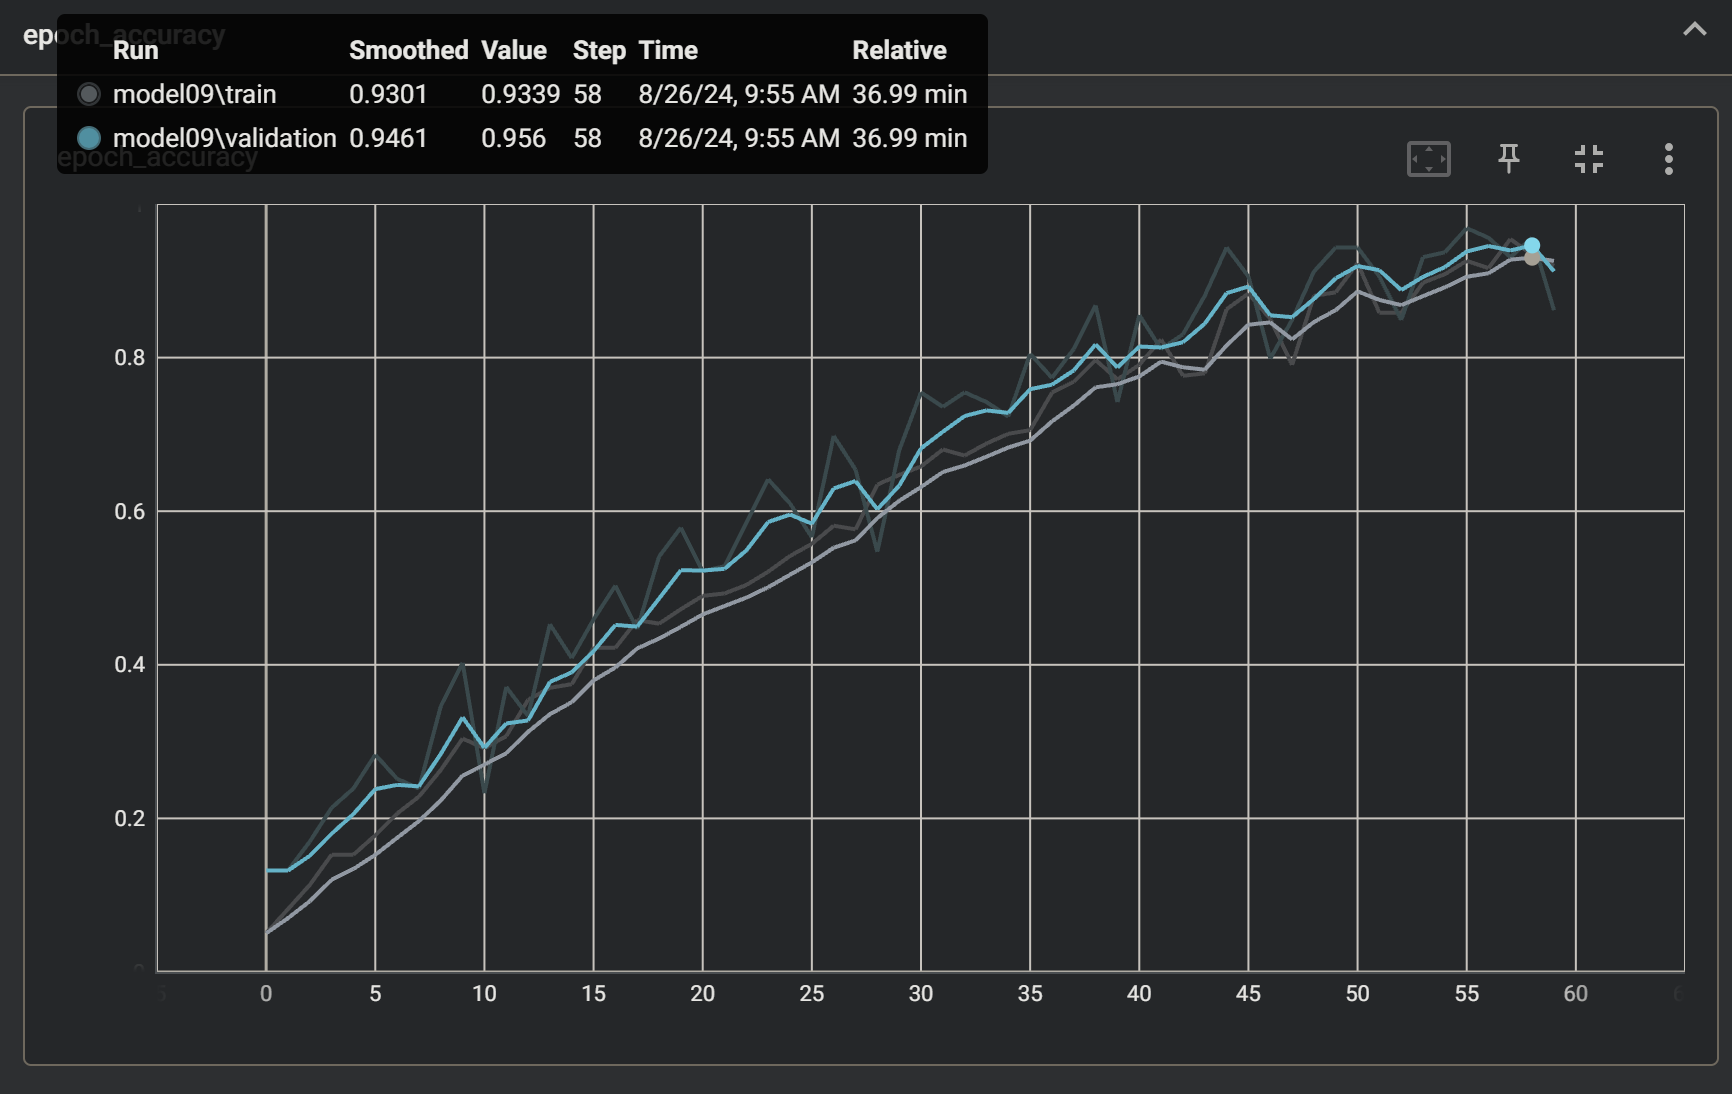 epoch_accuracy
Run Smoothed Value Step Time Relative
model09\train 0.9301 0.9339 58 8/26/24, 9:55 AM 36.99 min
model09\validation 0.9461 0.956 58 8/26/24, 9:55 AM 36.99 min
epoch_accuracy
0.8
0.6
0.4
0.2
0
0 5 10 15 20 25 30 35 40 45 50 55 60